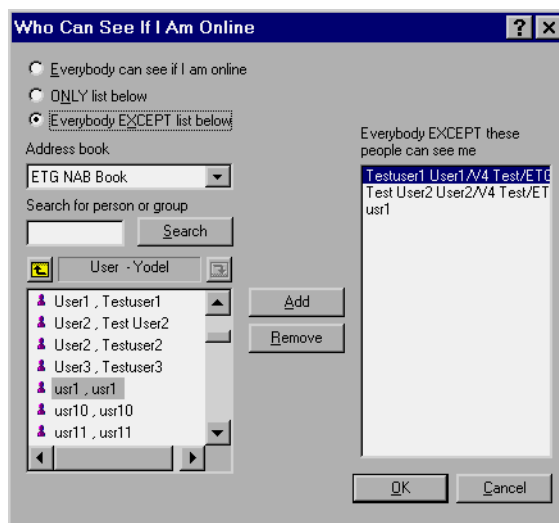 Who Can See If I Am Online
Everybody can see if I am online
ONLY list below
Everybody EXCEPT list below
Address book
ETG NAB Book
Search for person or group
Search
User - Yodel
User1 , Testuser1
User2 , Test User2
User2 , Testuser2
User3 , Testuser3
usr1 , usr1
usr10 , usr10
usr11 , usr11
Add
Remove
Everybody EXCEPT these
people can see me
Testuser1 User1/V4 Test/ETG
Test User2 User2/V4 Test/ET
usr1
OK
Cancel